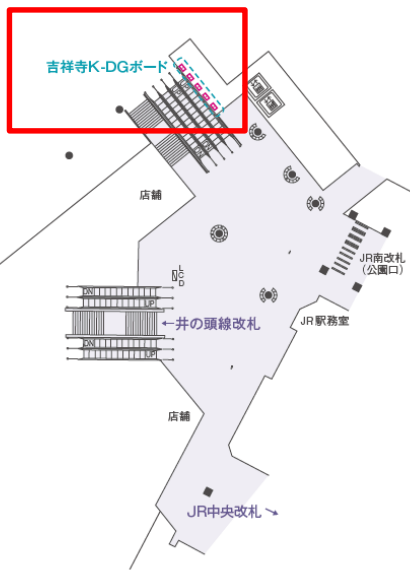 吉祥寺K-DGボード
店舗
JR南改札
(公園口)
LCD
DN
UP
←井の頭線改札
JR駅務室
DN
UP
店舗
JR中央改札→